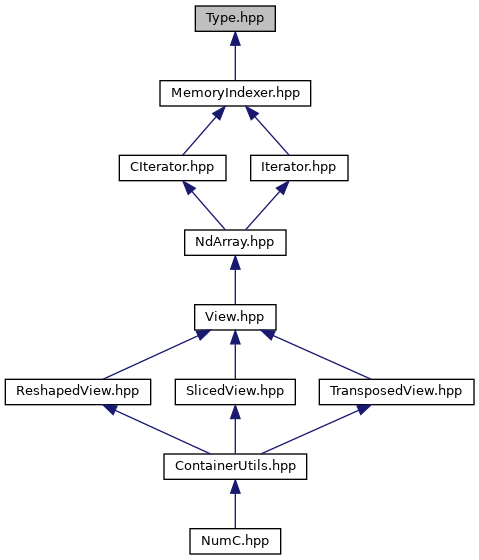 Type.hpp
MemoryIndexer.hpp
CIterator.hpp
Iterator.hpp
NdArray.hpp
View.hpp
ReshapedView.hpp
SlicedView.hpp
TransposedView.hpp
ContainerUtils.hpp
NumC.hpp